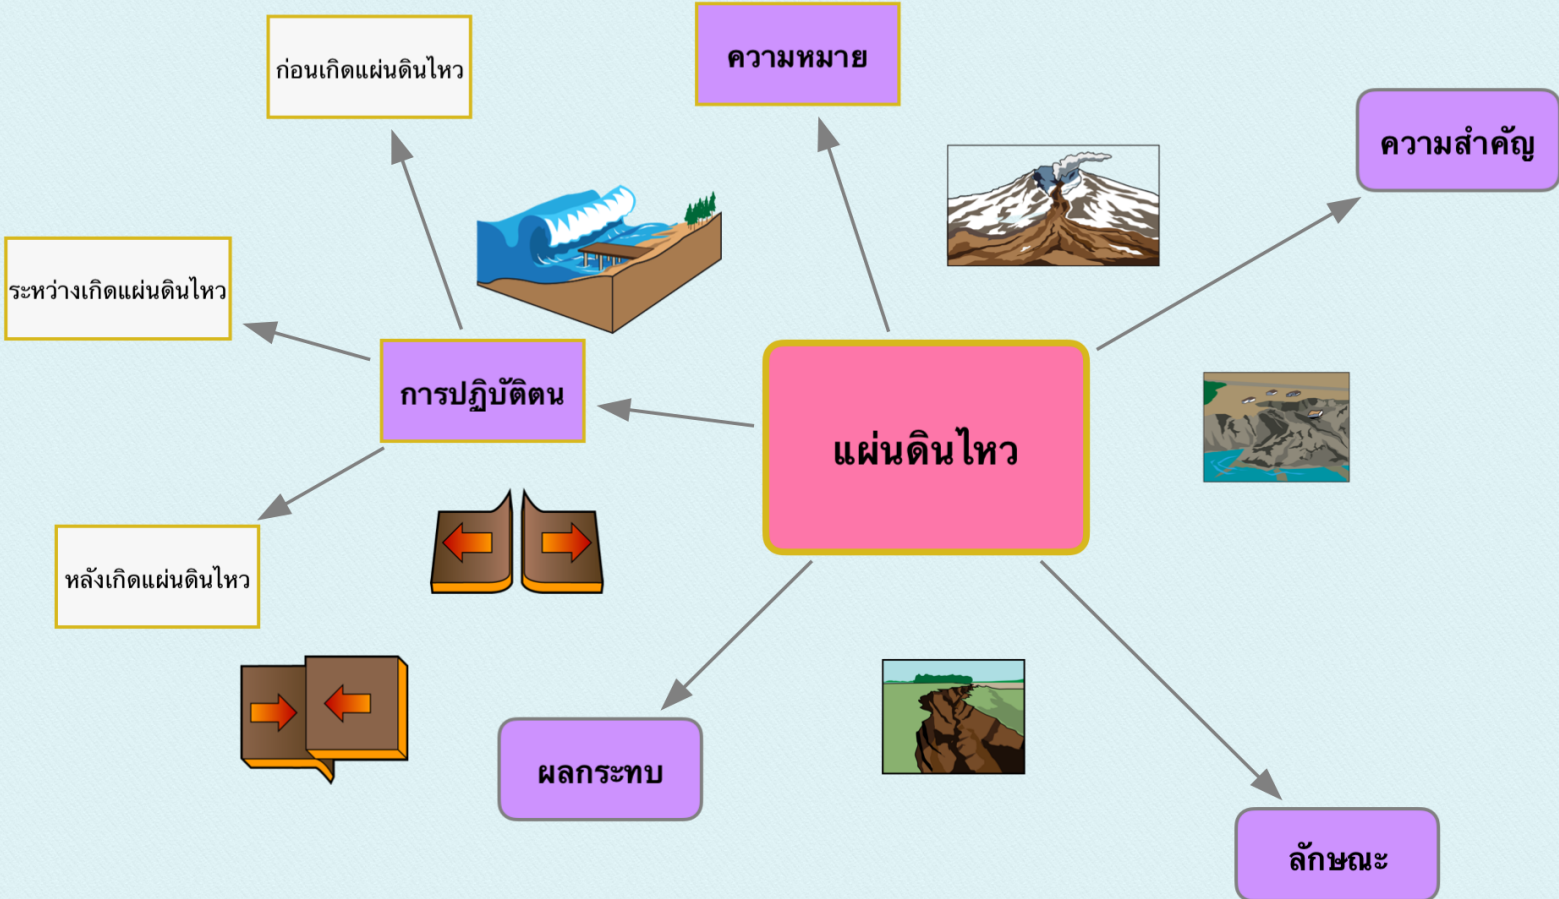 ก่อนเกิดแผ่นดินไหว
ความหมาย
ความสำคัญ
ระหว่างเกิดแผ่นดินไหว
การปฏิบัติตน
แผ่นดินไหว
หลังเกิดแผ่นดินไหว
ผลกระทบ
ลักษณะ